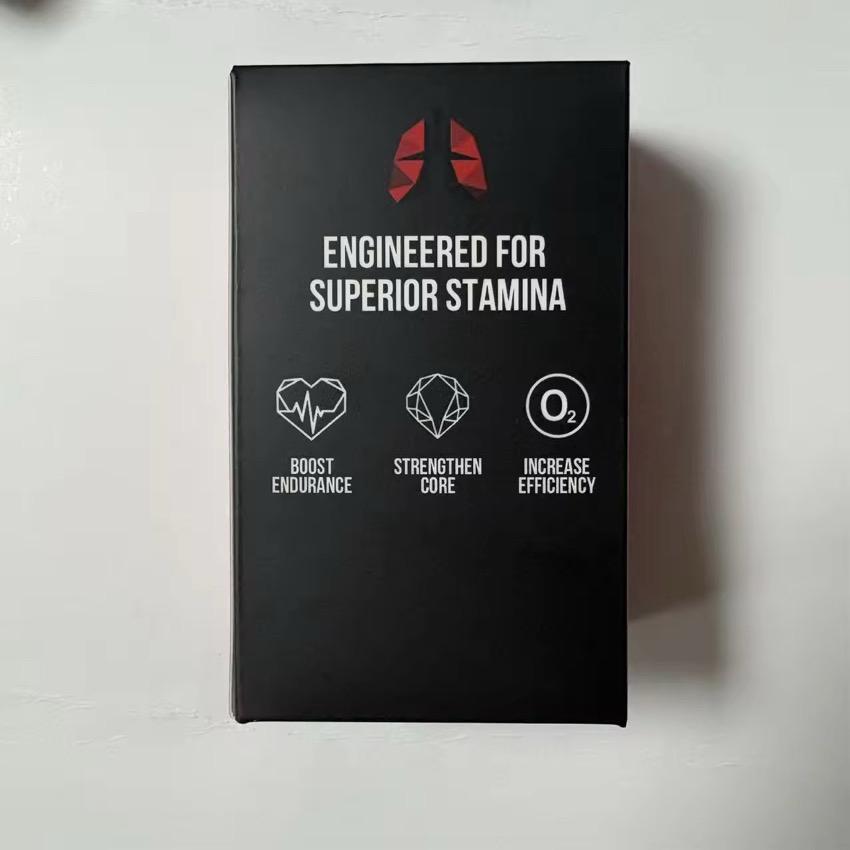 ENGINEERED FOR
SUPERIOR STAMINA
BOOST
ENDURANCE
STRENGTHEN
CORE
O2
INCREASE
EFFICIENCY